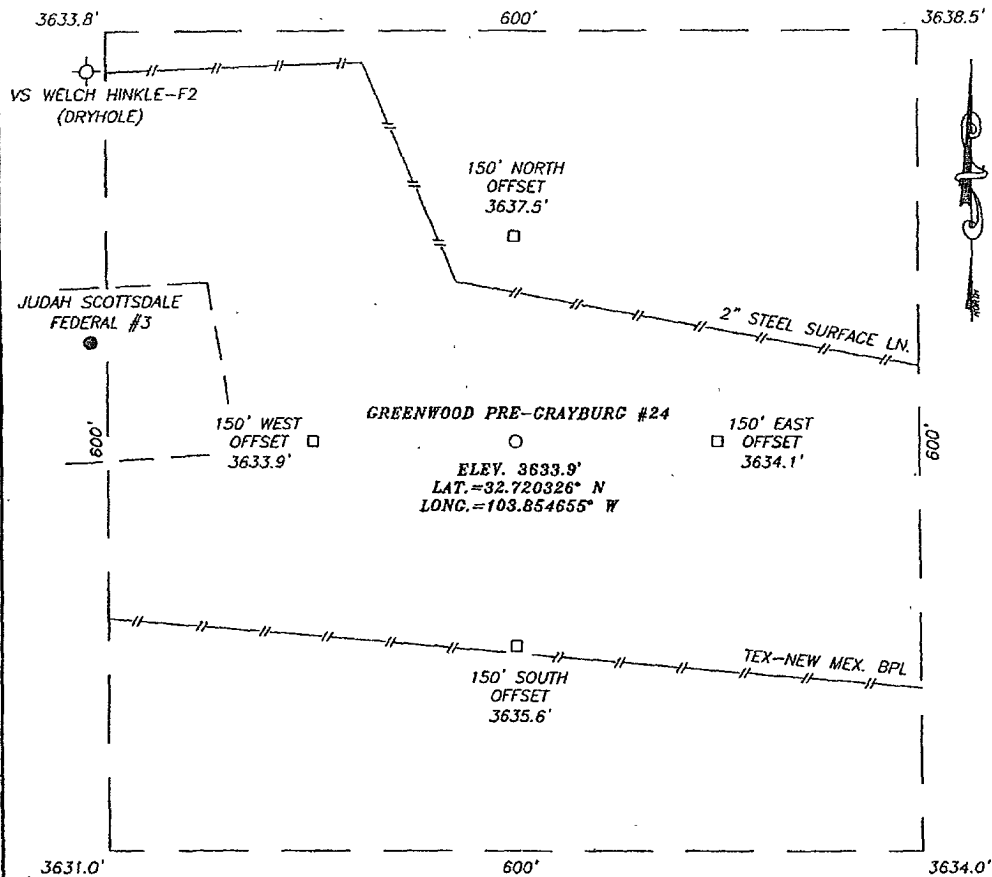 3633.8'
600'
3638.5'
VS WELCH HINKLE-F2
(DRYHOLE)
150' NORTH
OFFSET
3637.5'
JUDAH SCOTTSDALE
FEDERAL #3
2" STEEL SURFACE LN.
600'
150' WEST
OFFSET
3633.9'
GREENWOOD PRE-GRAYBURG #24
ELEV. 3633.9'
LAT.=32.720326° N
LONG.=103.854655° W
150' EAST
OFFSET
3634.1'
600'
TEX-NEW MEX. BPL
150' SOUTH
OFFSET
3635.6'
3631.0'
600'
3634.0'